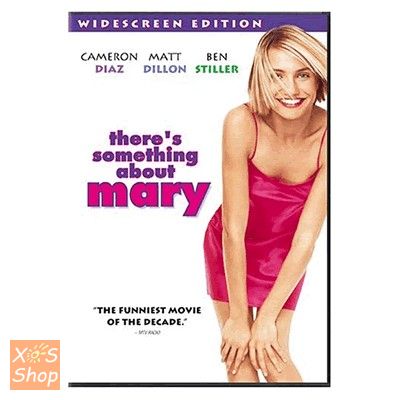 WIDESCREEN EDITION
CAMERON MATT BEN
DIAZ DILLON STILLER
there's
something
about
mary
"THE FUNNIEST MOVIE
OF THE DECADE."
X S
Shop